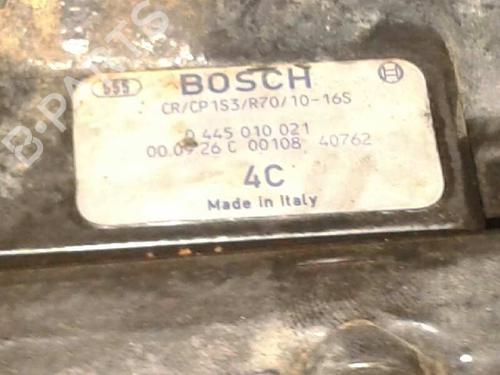 555 BOSCH
CR/CP1S3/R70/10-16S
0 445 010 021
00.09.26 C 00108 40762
4C
Made in Italy
B-PARTS